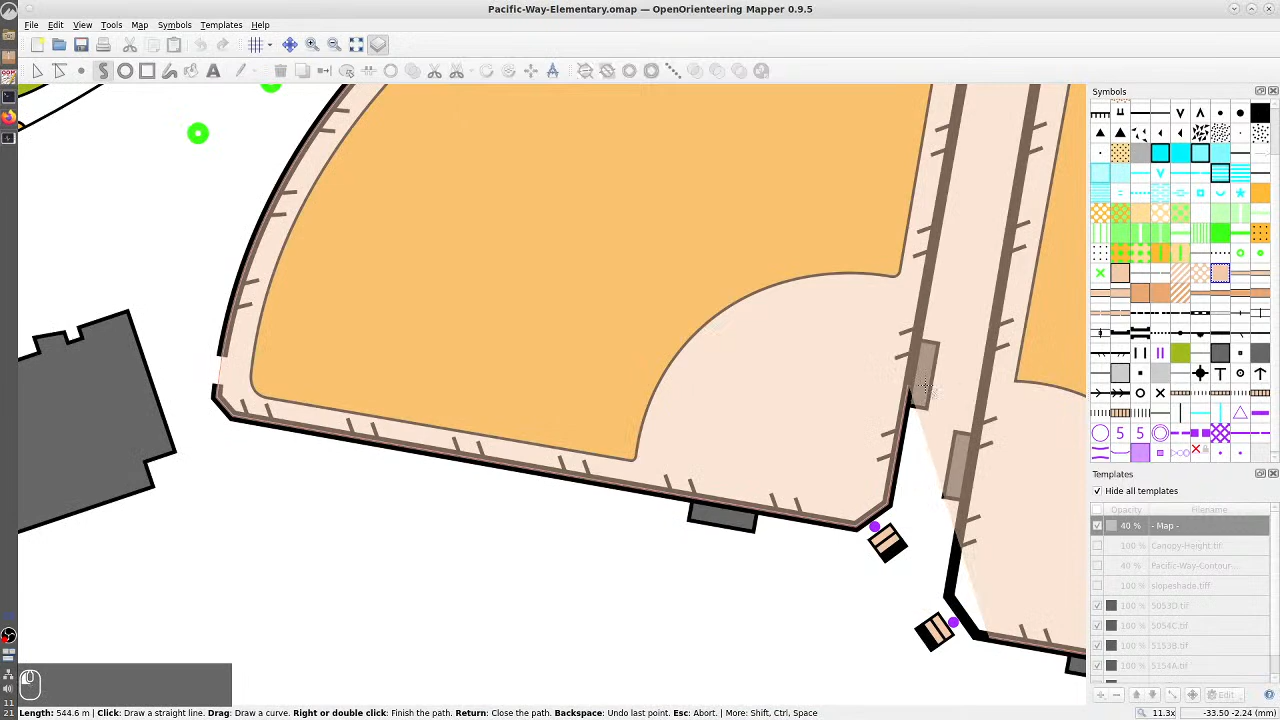 Pacific-Way-Elementary.omap — OpenOrienteering Mapper 0.9.5
File Edit View Tools Map Symbols Templates Help
Symbols
5 5
Templates
Hide all templates
Opacity Filename
40 % - Map -
100 % Canopy-Height.tif
40 % Pacific-Way-Contour-...
100 % slopeshade.tiff
100 % 5053D.tif
100 % 5054C.tif
100 % 5153B.tif
100 % 5154A.tif
Edit
11
21
Length: 544.6 m | Click: Draw a straight line. Drag: Draw a curve. Right or double click: Finish the path. Return: Close the path. Backspace: Undo last point. Esc: Abort. | More: Shift, Ctrl, Space
11.3x -33.50 -2.24 (mm)